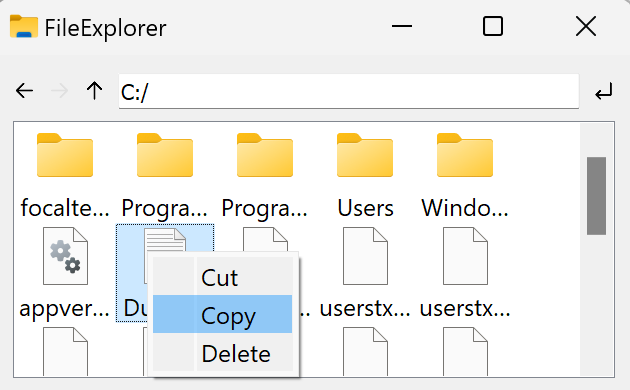 FileExplorer
C:/
focalte... Progra... Progra... Users Windo...
appver... Du ... userstx... userstx...
Cut
Copy
Delete